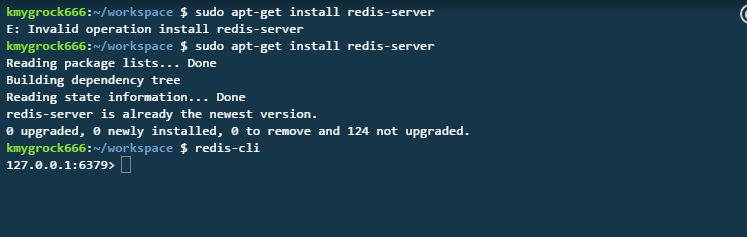 kmygrock666:~/workspace $ sudo apt-get install redis-server
E: Invalid operation install redis-server
kmygrock666:~/workspace $ sudo apt-get install redis-server
Reading package lists... Done
Building dependency tree
Reading state information... Done
redis-server is already the newest version.
0 upgraded, 0 newly installed, 0 to remove and 124 not upgraded.
kmygrock666:~/workspace $ redis-cli
127.0.0.1:6379>